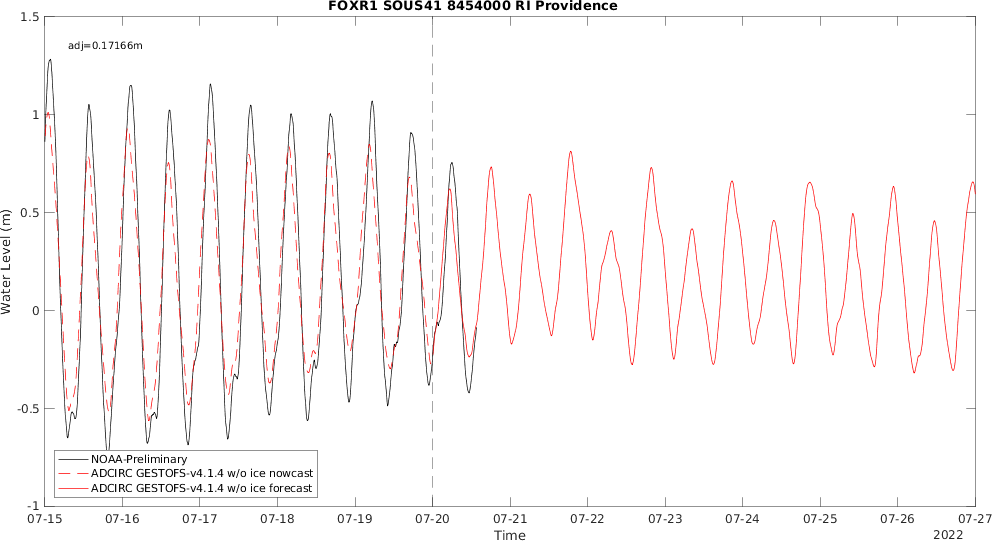 FOXR1 SOUS41 8454000 RI Providence
adj=0.17166m
1.5
1
0.5
0
-0.5
-1
Water Level (m)
NOAA-Preliminary
ADCIRC GESTOFS-v4.1.4 w/o ice nowcast
ADCIRC GESTOFS-v4.1.4 w/o ice forecast
07-15 07-16 07-17 07-18 07-19 07-20 07-21 07-22 07-23 07-24 07-25 07-26 07-27
Time
2022